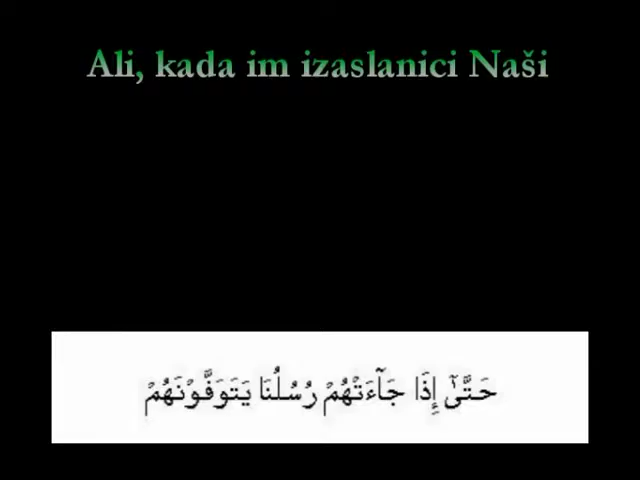 Ali, kada im izaslanici Naši
حَتَّىٰٓ إِذَا جَآءَتْهُمْ رُسُلُنَا يَتَوَفَّوْنَهُمْ